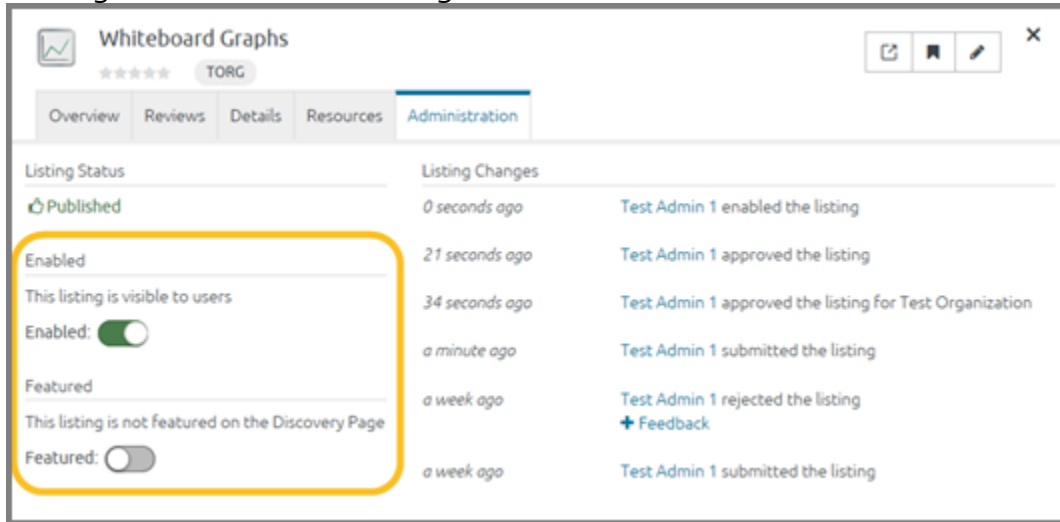 Whiteboard Graphs
TORG
Overview Reviews Details Resources Administration
Listing Status
Published
Enabled
This listing is visible to users
Enabled:
Featured
This listing is not featured on the Discovery Page
Featured:
Listing Changes
0 seconds ago Test Admin 1 enabled the listing
21 seconds ago Test Admin 1 approved the listing
34 seconds ago Test Admin 1 approved the listing for Test Organization
a minute ago Test Admin 1 submitted the listing
a week ago Test Admin 1 rejected the listing
+ Feedback
a week ago Test Admin 1 submitted the listing